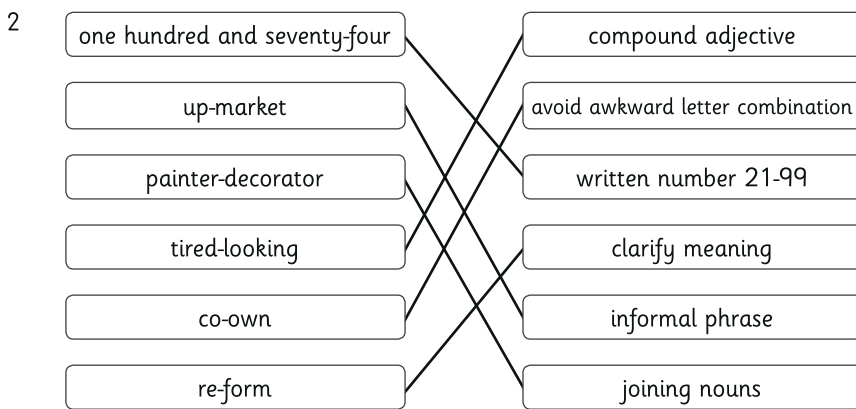 2
one hundred and seventy-four compound adjective
up-market avoid awkward letter combination
painter-decorator written number 21-99
tired-looking clarify meaning
co-own informal phrase
re-form joining nouns